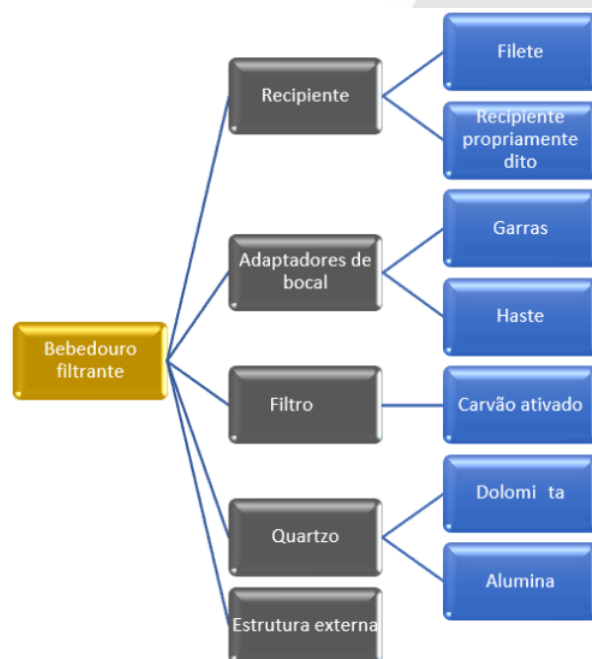 Bebedouro
filtrante
Recipiente
Filete
Recipiente
propriamente
dito
Adaptadores de
bocal
Garras
Haste
Filtro
Carvão ativado
Quartzo
Dolomi ta
Alumina
Estrutura externa